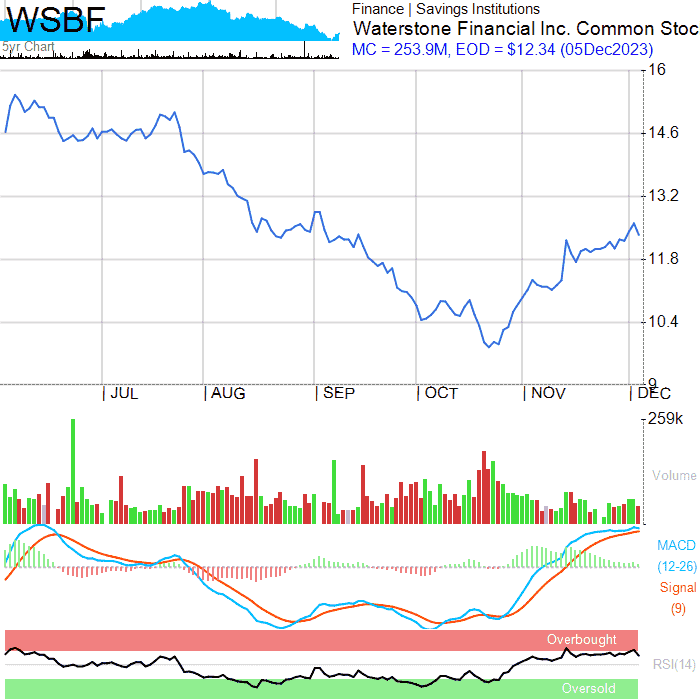 WSBF
5yr Chart
Finance | Savings Institutions
Waterstone Financial Inc. Common Stoc
MC = 253.9M, EOD = $12.34 (05Dec2023)
16
14.6
13.2
11.8
10.4
9
| JUL | AUG | SEP | OCT | NOV | DEC
259k
Volume
MACD
(12-26)
Signal
(9)
Overbought
RSI(14)
Oversold